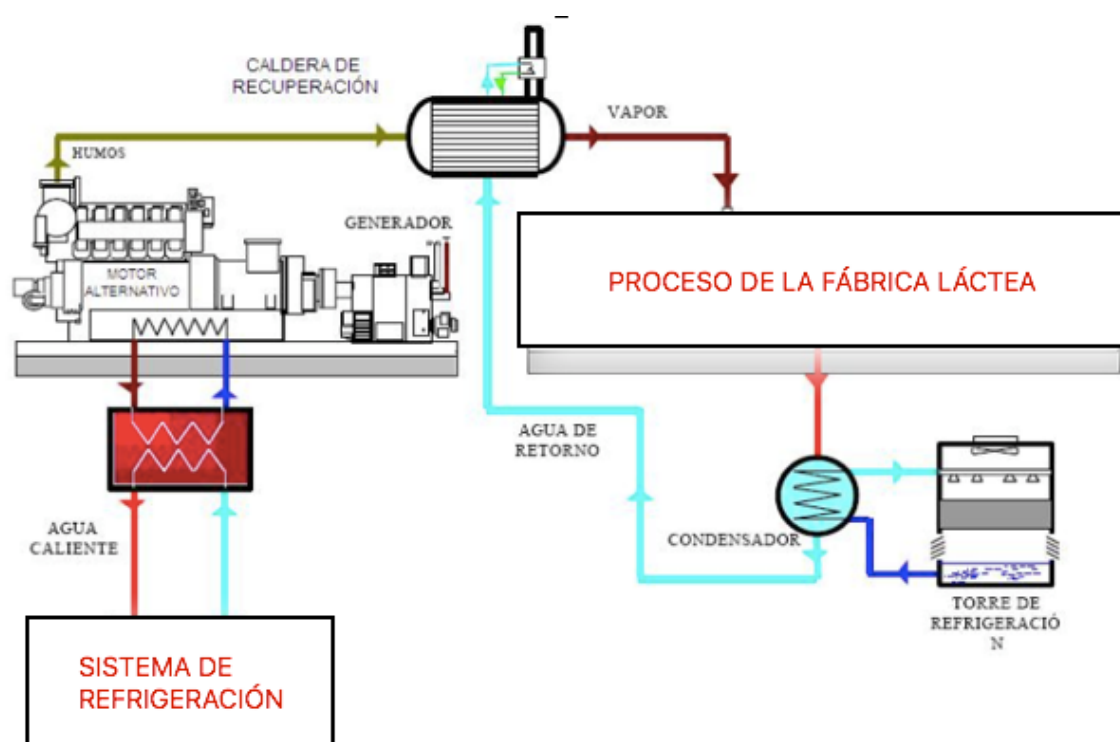 CALDERA DE
RECUPERACIÓN
VAPOR
HUMOS
GENERADOR
MOTOR
ALTERNATIVO
PROCESO DE LA FÁBRICA LÁCTEA
AGUA DE
RETORNO
AGUA
CALIENTE
CONDENSADOR
TORRE DE
REFRIGERACIÓ
N
SISTEMA DE
REFRIGERACIÓN